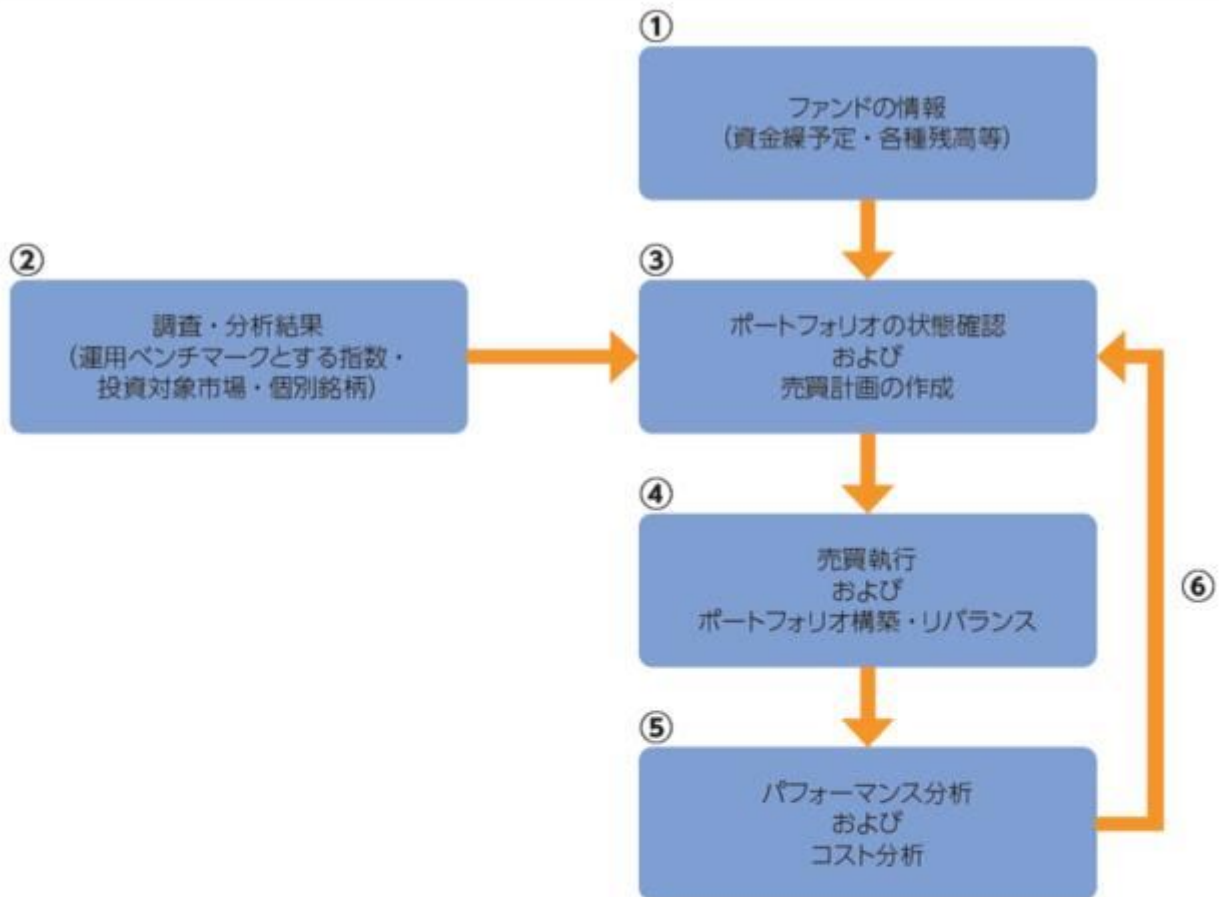 ①
ファンドの情報
(資金繰予定・各種残高等)
②
調査・分析結果
(運用ベンチマークとする指数・
投資対象市場・個別銘柄)
③
ポートフォリオの状態確認
および
売買計画の作成
④
売買執行
および
ポートフォリオ構築・リバランス
⑤
パフォーマンス分析
および
コスト分析
⑥